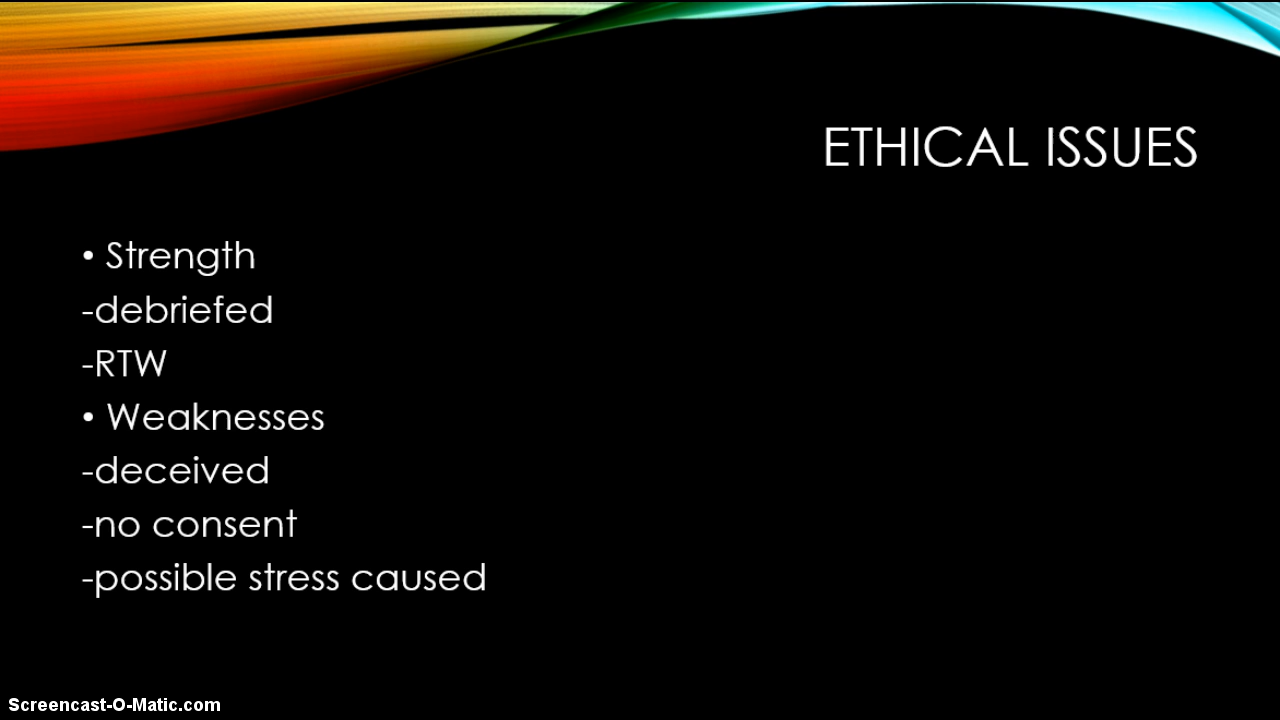 ETHICAL ISSUES
• Strength
-debriefed
-RTW
• Weaknesses
-deceived
-no consent
-possible stress caused
Screencast-O-Matic.com